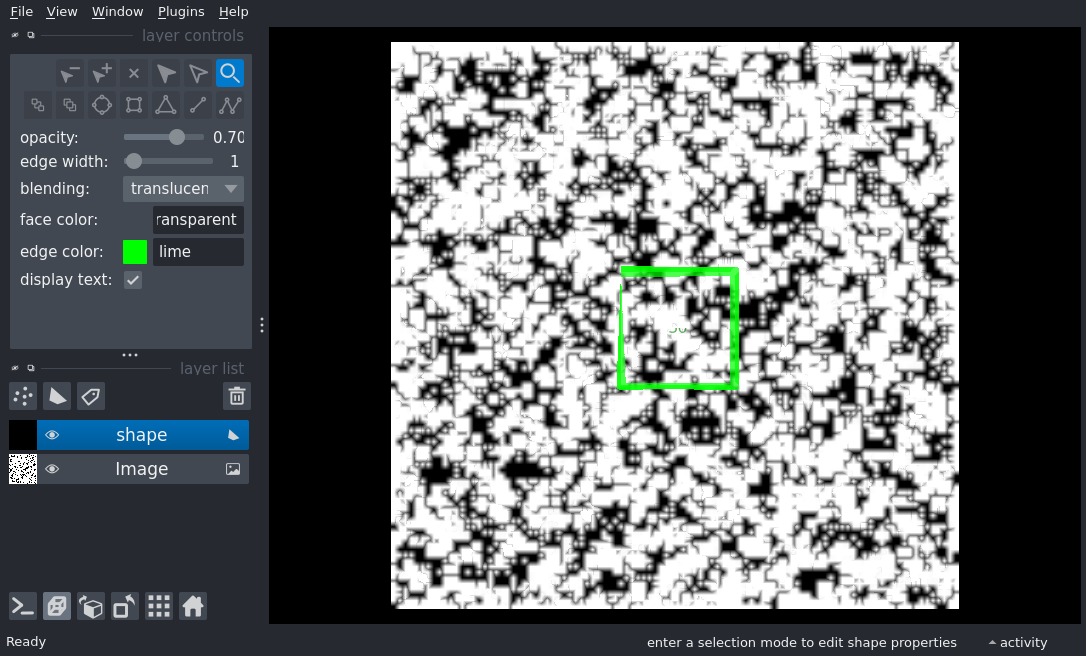 File View Window Plugins Help
layer controls
opacity: 0.70
edge width: 1
blending: translucen
face color: ransparent
edge color: lime
display text:
layer list
shape
Image
Ready
enter a selection mode to edit shape properties
activity